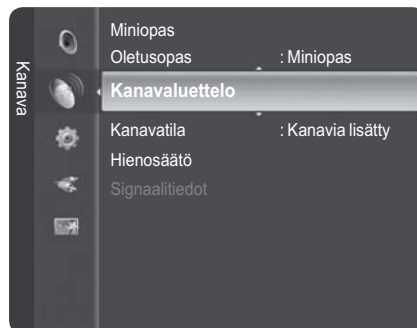 Kanava
Miniopas
Oletusopas : Miniopas
Kanavaluettelo
Kanavatila : Kanavia lisätty
Hienosäätö
Signaalitiedot